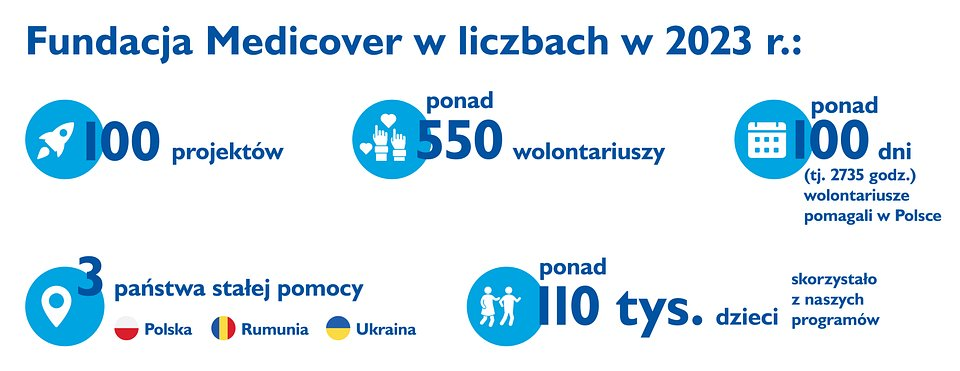 Fundacja Medicover w liczbach w 2023 r.:
100 projektów
ponad
550 wolontariuszy
ponad
100 dni
(tj. 2735 godz.)
wolontariusze
pomagali w Polsce
3 państwa stałej pomocy
Polska Rumunia Ukraina
ponad
110 tys. dzieci
skorzystało
z naszych
programów